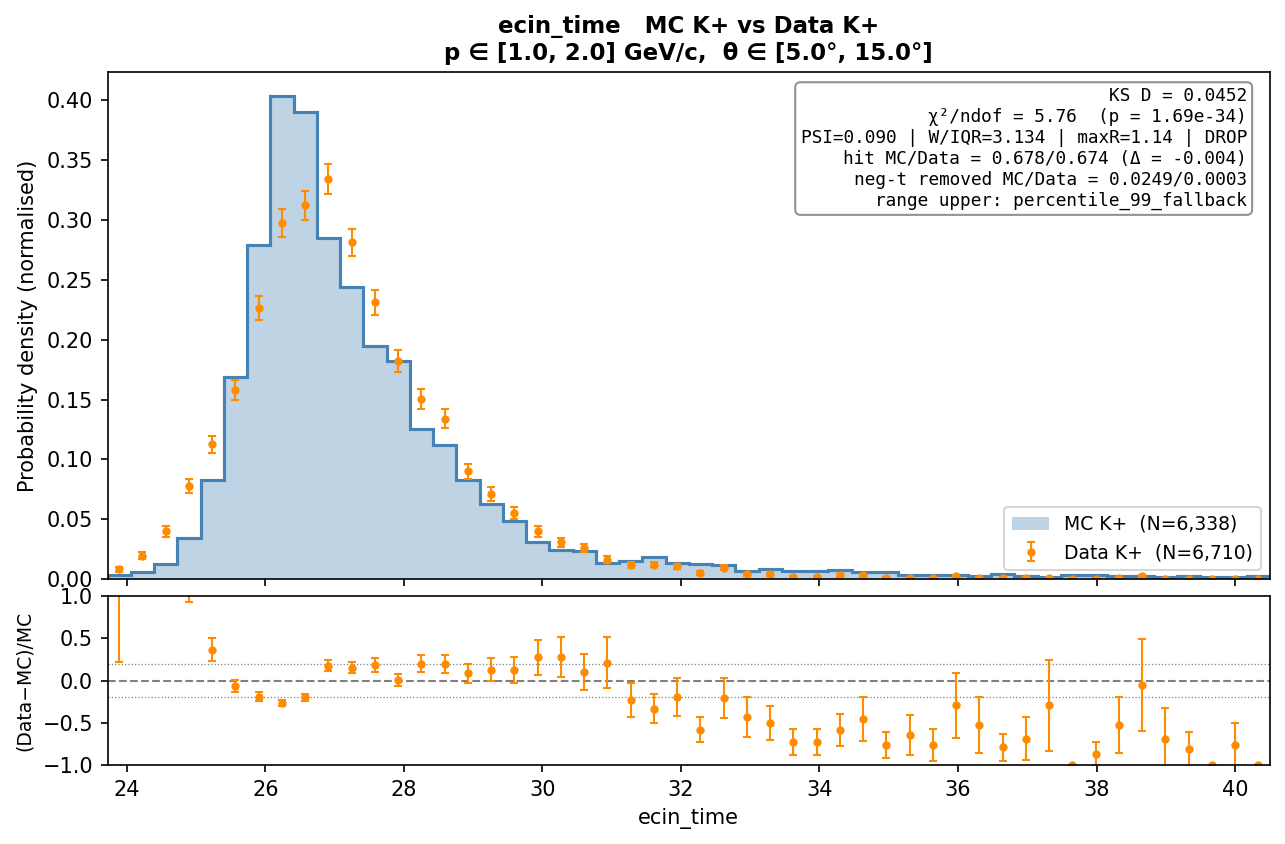 ecin_time   MC K+ vs Data K+
p ∈ [1.0, 2.0] GeV/c,  θ ∈ [5.0°, 15.0°]
Probability density (normalised)
0.40
0.35
0.30
0.25
0.20
0.15
0.10
0.05
0.00
KS D = 0.0452
χ²/ndof = 5.76  (p = 1.69e-34)
PSI=0.090 | W/IQR=3.134 | maxR=1.14 | DROP
hit MC/Data = 0.678/0.674 (Δ = -0.004)
neg-t removed MC/Data = 0.0249/0.0003
range upper: percentile_99_fallback
MC K+  (N=6,338)
Data K+  (N=6,710)
(Data−MC)/MC
1.0
0.5
0.0
−0.5
−1.0
24 26 28 30 32 34 36 38 40
ecin_time